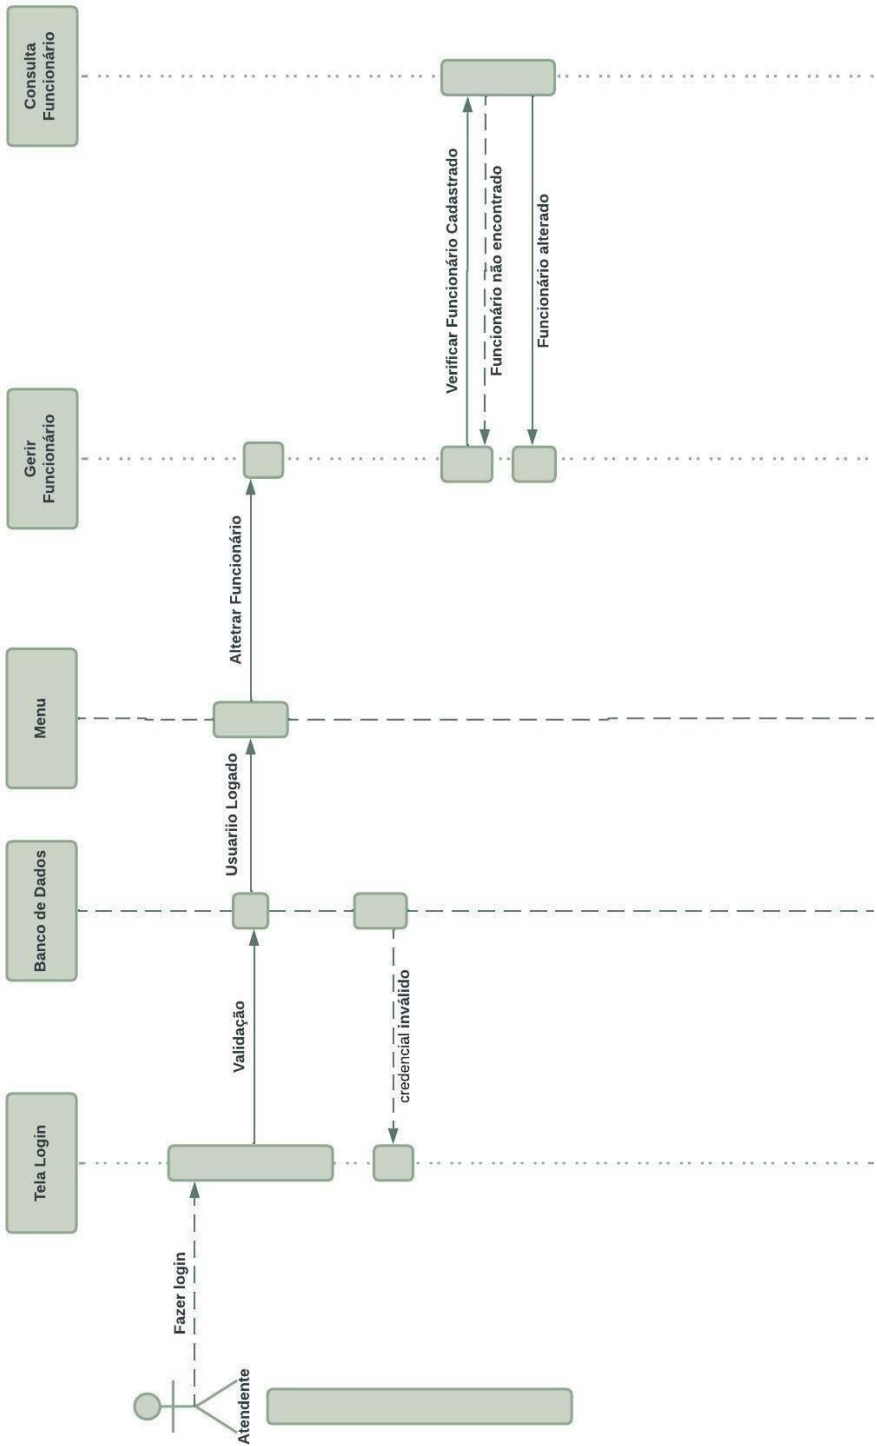 Atendente
Fazer login
Tela Login
Validação
credencial inválido
Banco de Dados
Usuariio Logado
Menu
Altetrar Funcionário
Gerir
Funcionário
Verificar Funcionário Cadastrado
Funcionário não encontrado
Funcionário alterado
Consulta
Funcionário